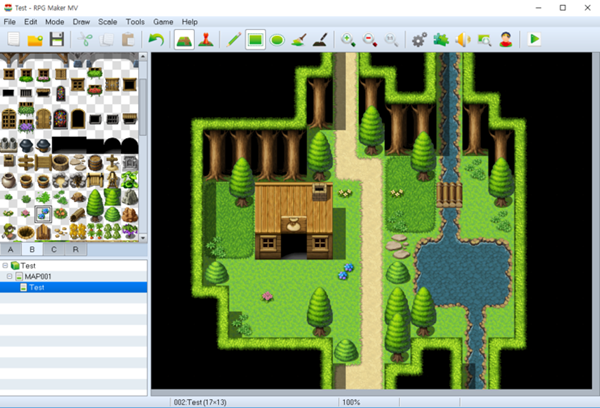 Test - RPG Maker MV
File Edit Mode Draw Scale Tools Game Help
A B C R
Test
MAP001
Test
002:Test (17×13) 100%